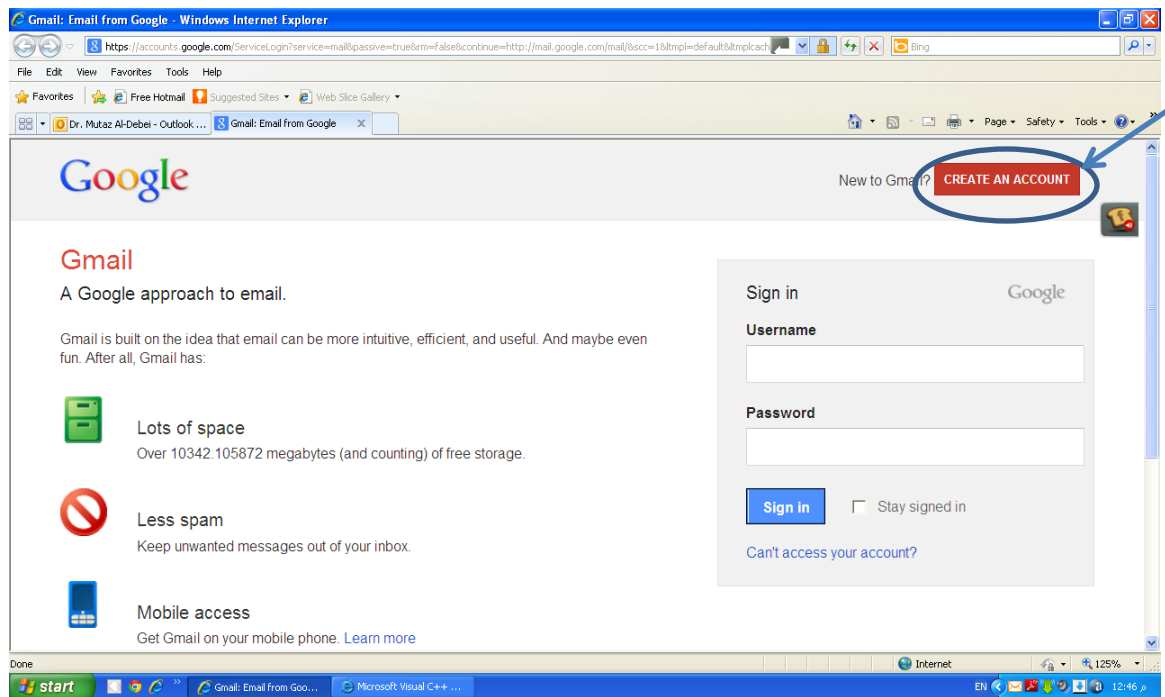 Gmail: Email from Google - Windows Internet Explorer
https://accounts.google.com/ServiceLogin?service=mail&passive=true&rm=false&continue=http://mail.google.com/mail/&scc=1&ltmpl=default&ltmplcach
Bing
File Edit View Favorites Tools Help
Favorites Free Hotmail Suggested Sites Web Slice Gallery
Dr. Mutaz Al-Debei - Outlook ... Gmail: Email from Google X Page Safety Tools
Google
New to Gmail? CREATE AN ACCOUNT
Gmail
A Google approach to email.
Gmail is built on the idea that email can be more intuitive, efficient, and useful. And maybe even
fun. After all, Gmail has:
Lots of space
Over 10342.105872 megabytes (and counting) of free storage.
Less spam
Keep unwanted messages out of your inbox.
Mobile access
Get Gmail on your mobile phone. Learn more
Sign in Google
Username
Password
Sign in Stay signed in
Can't access your account?
Done Internet 125%
start Gmail: Email from Goo... Microsoft Visual C++ ... EN 12:46 م